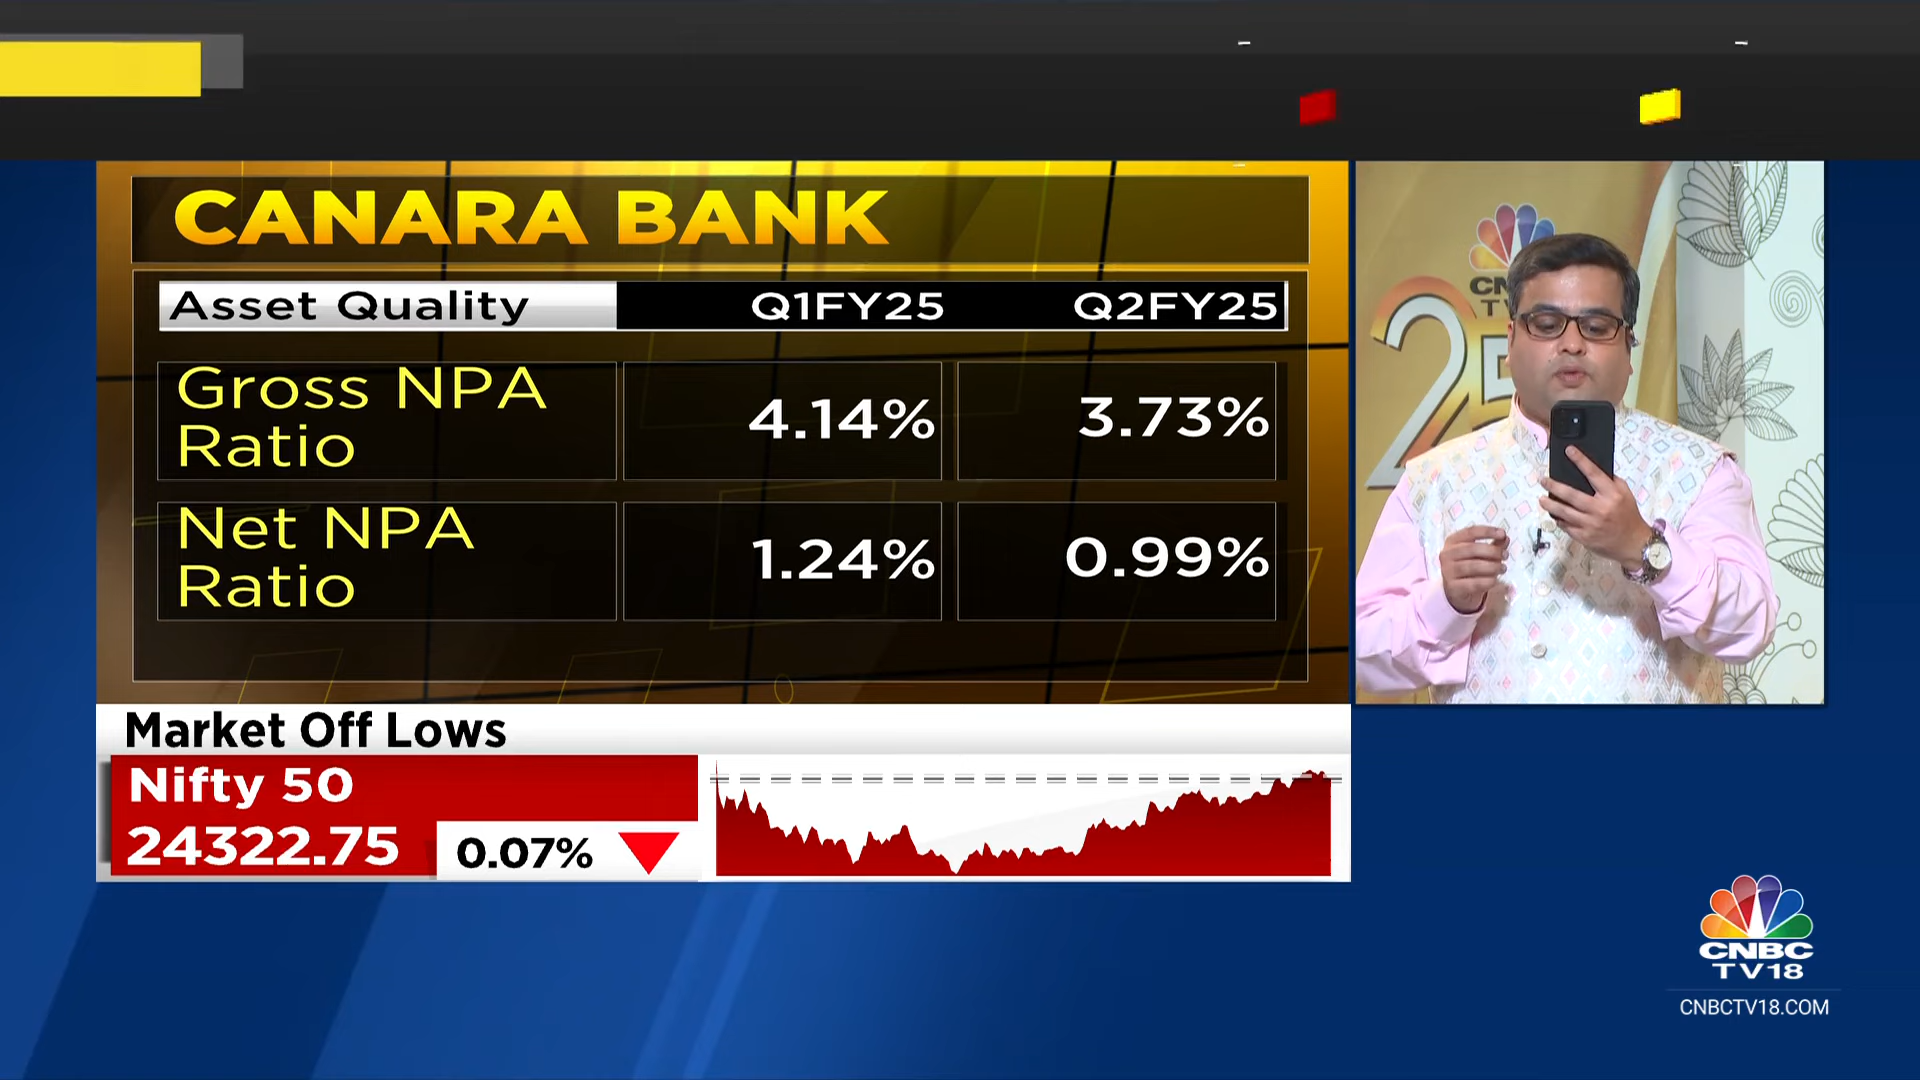 CANARA BANK
Asset Quality Q1FY25 Q2FY25
Gross NPA
Ratio
4.14% 3.73%
Net NPA
Ratio
1.24% 0.99%
Market Off Lows
Nifty 50
24322.75 0.07%
CNBC
TV18
CNBCTV18.COM